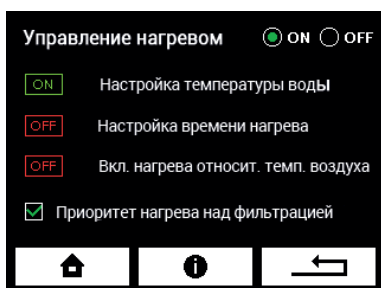 Управление нагревом ON OFF
ON Настройка температуры воды
OFF Настройка времени нагрева
OFF Вкл. нагрева относит. темп. воздуха
Приоритет нагрева над фильтрацией